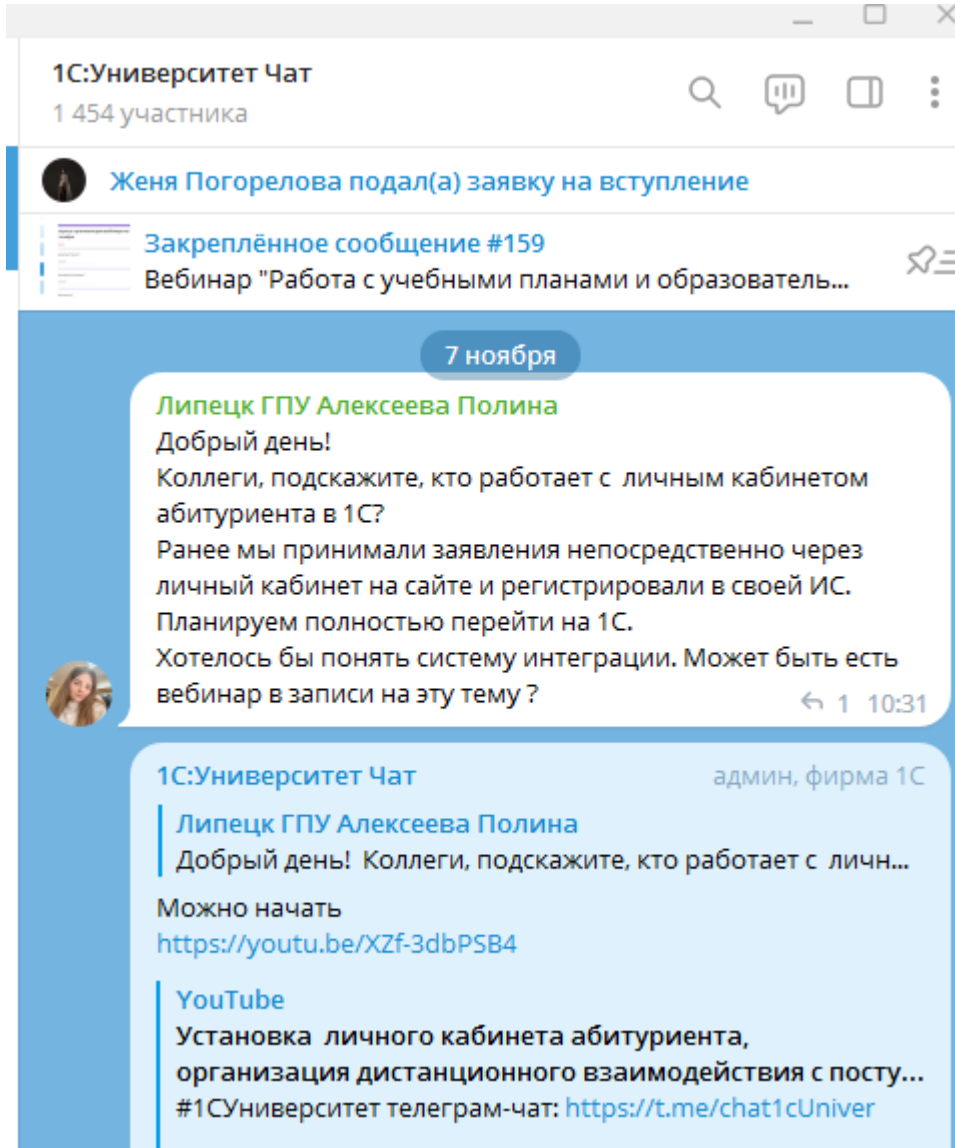 1С:Университет Чат
1 454 участника
Женя Погорелова подал(а) заявку на вступление
Закреплённое сообщение #159
Вебинар "Работа с учебными планами и образователь...
7 ноября
Липецк ГПУ Алексеева Полина
Добрый день!
Коллеги, подскажите, кто работает с личным кабинетом
абитуриента в 1С?
Ранее мы принимали заявления непосредственно через
личный кабинет на сайте и регистрировали в своей ИС.
Планируем полностью перейти на 1С.
Хотелось бы понять систему интеграции. Может быть есть
вебинар в записи на эту тему ?
1 10:31
1С:Университет Чат админ, фирма 1С
Липецк ГПУ Алексеева Полина
Добрый день! Коллеги, подскажите, кто работает с личн...
Можно начать
https://youtu.be/XZf-3dbPSB4
YouTube
Установка личного кабинета абитуриента,
организация дистанционного взаимодействия с посту...
#1СУниверситет телеграм-чат: https://t.me/chat1cUniver